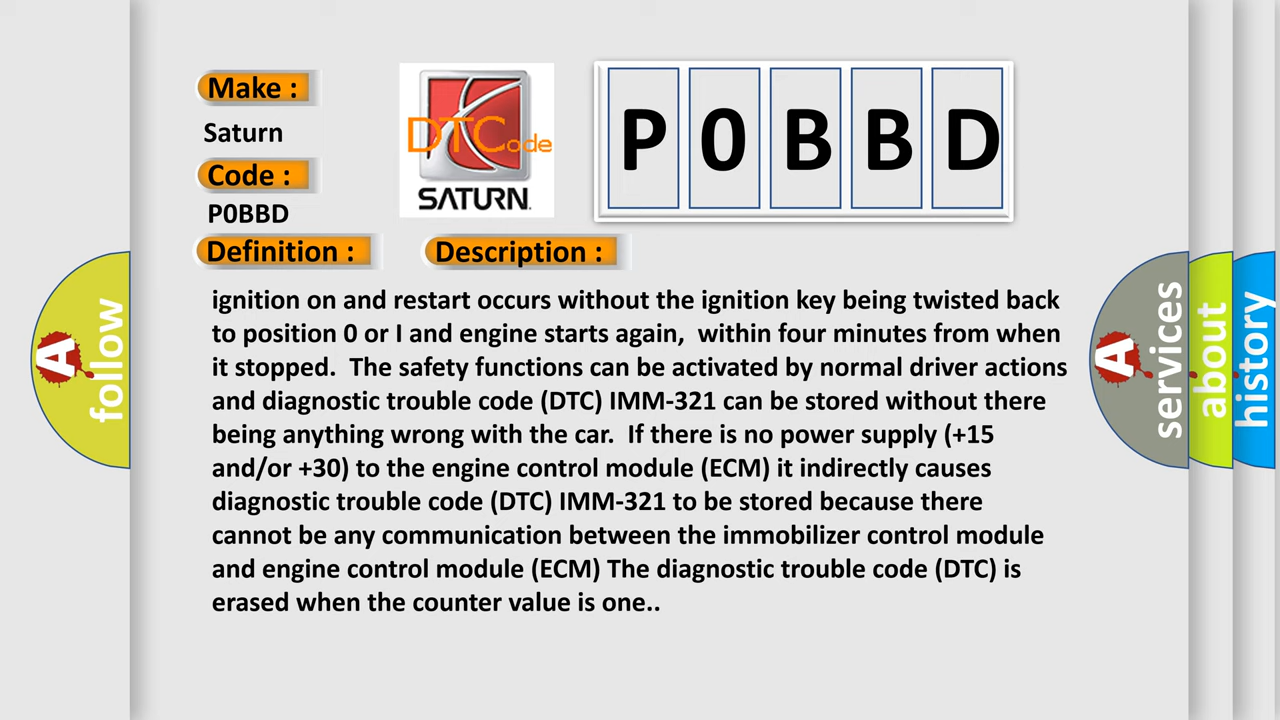 Make :
Saturn
Code :
P0BBD
Definition :
Description :
DTCode
SATURN
P0BBD
ignition on and restart occurs without the ignition key being twisted back
to position 0 or I and engine starts again,  within four minutes from when
it stopped.  The safety functions can be activated by normal driver actions
and diagnostic trouble code (DTC) IMM-321 can be stored without there
being anything wrong with the car.  If there is no power supply (+15
and/or +30) to the engine control module (ECM) it indirectly causes
diagnostic trouble code (DTC) IMM-321 to be stored because there
cannot be any communication between the immobilizer control module
and engine control module (ECM) The diagnostic trouble code (DTC) is
erased when the counter value is one..
A follow
A services
about
history